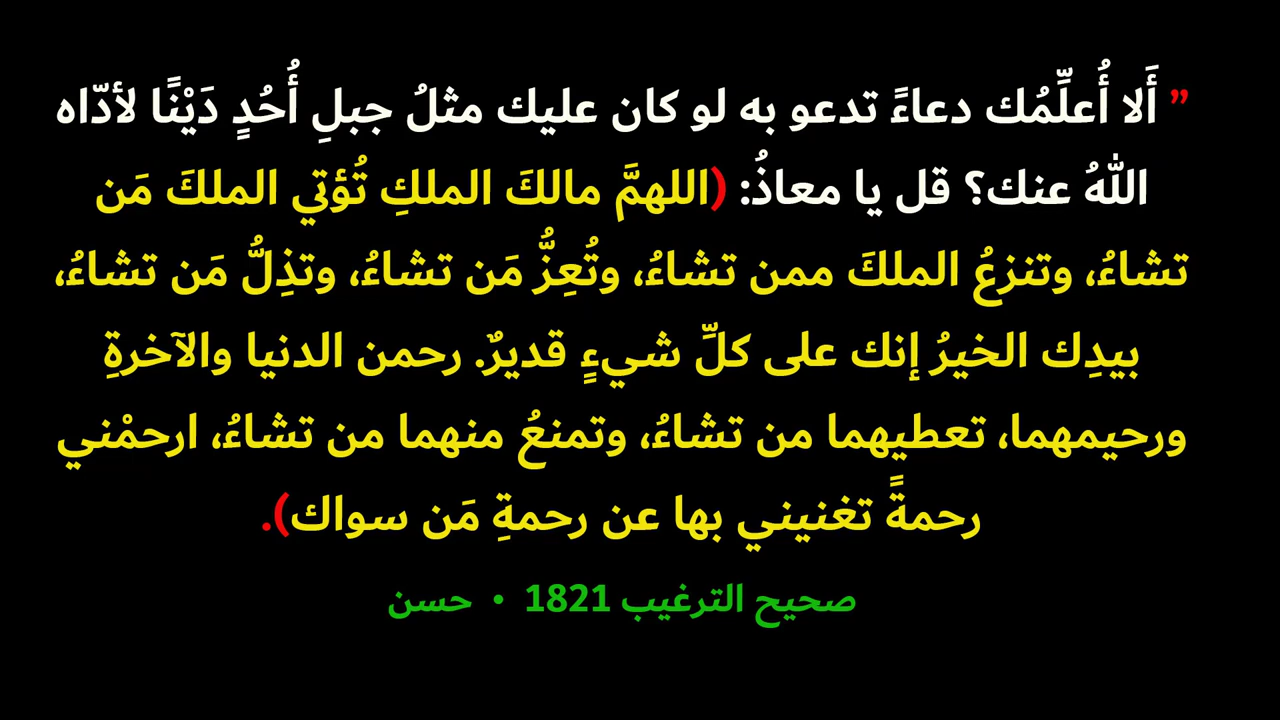 ” أَلا أُعلِّمُك دعاءً تدعو به لو كان عليك مثلُ جبلِ أُحُدٍ دَيْنًا لأدّاه
اللهُ عنك؟ قل يا معاذُ: (اللهمَّ مالكَ الملكِ تُؤتي الملكَ مَن
تشاءُ، وتنزعُ الملكَ ممن تشاءُ، وتُعِزُّ مَن تشاءُ، وتذِلُّ مَن تشاءُ،
بيدِك الخيرُ إنك على كلِّ شيءٍ قديرٌ. رحمن الدنيا والآخرةِ
ورحيمهما، تعطيهما من تشاءُ، وتمنعُ منهما من تشاءُ، ارحمْني
رحمةً تغنيني بها عن رحمةِ مَن سواك).
صحيح الترغيب 1821 • حسن